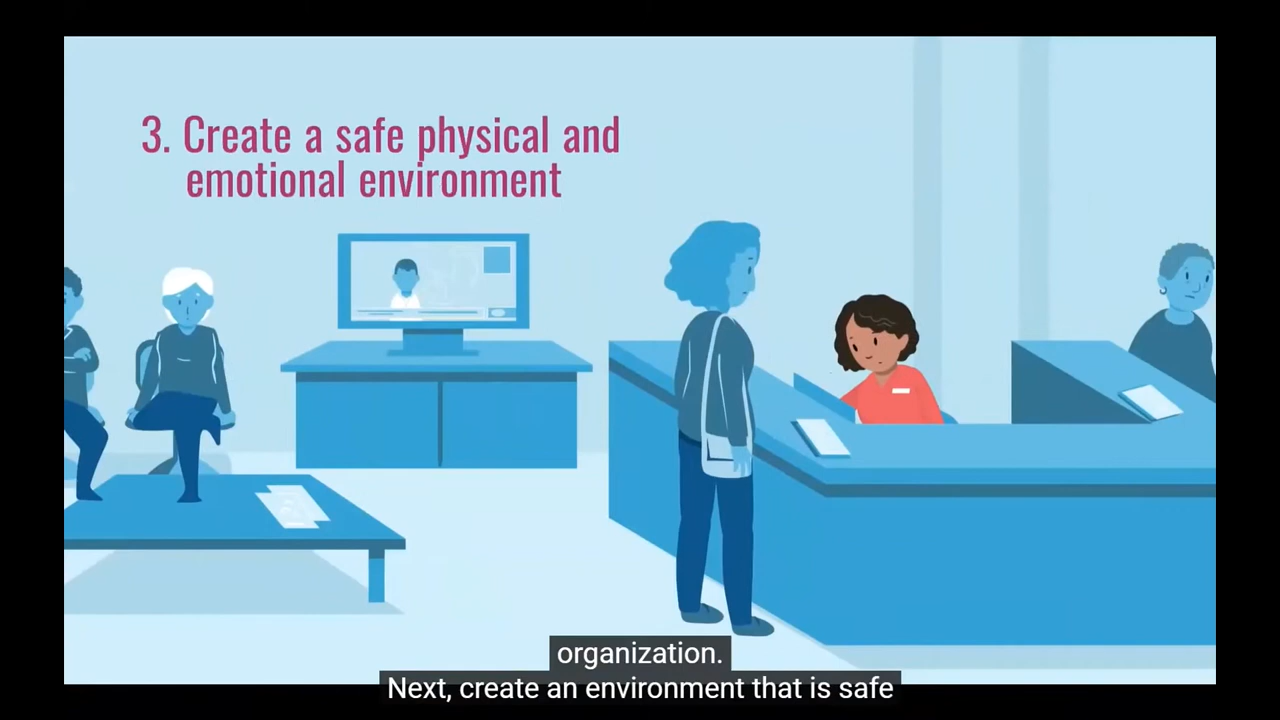 3. Create a safe physical and
emotional environment
organization.
Next, create an environment that is safe